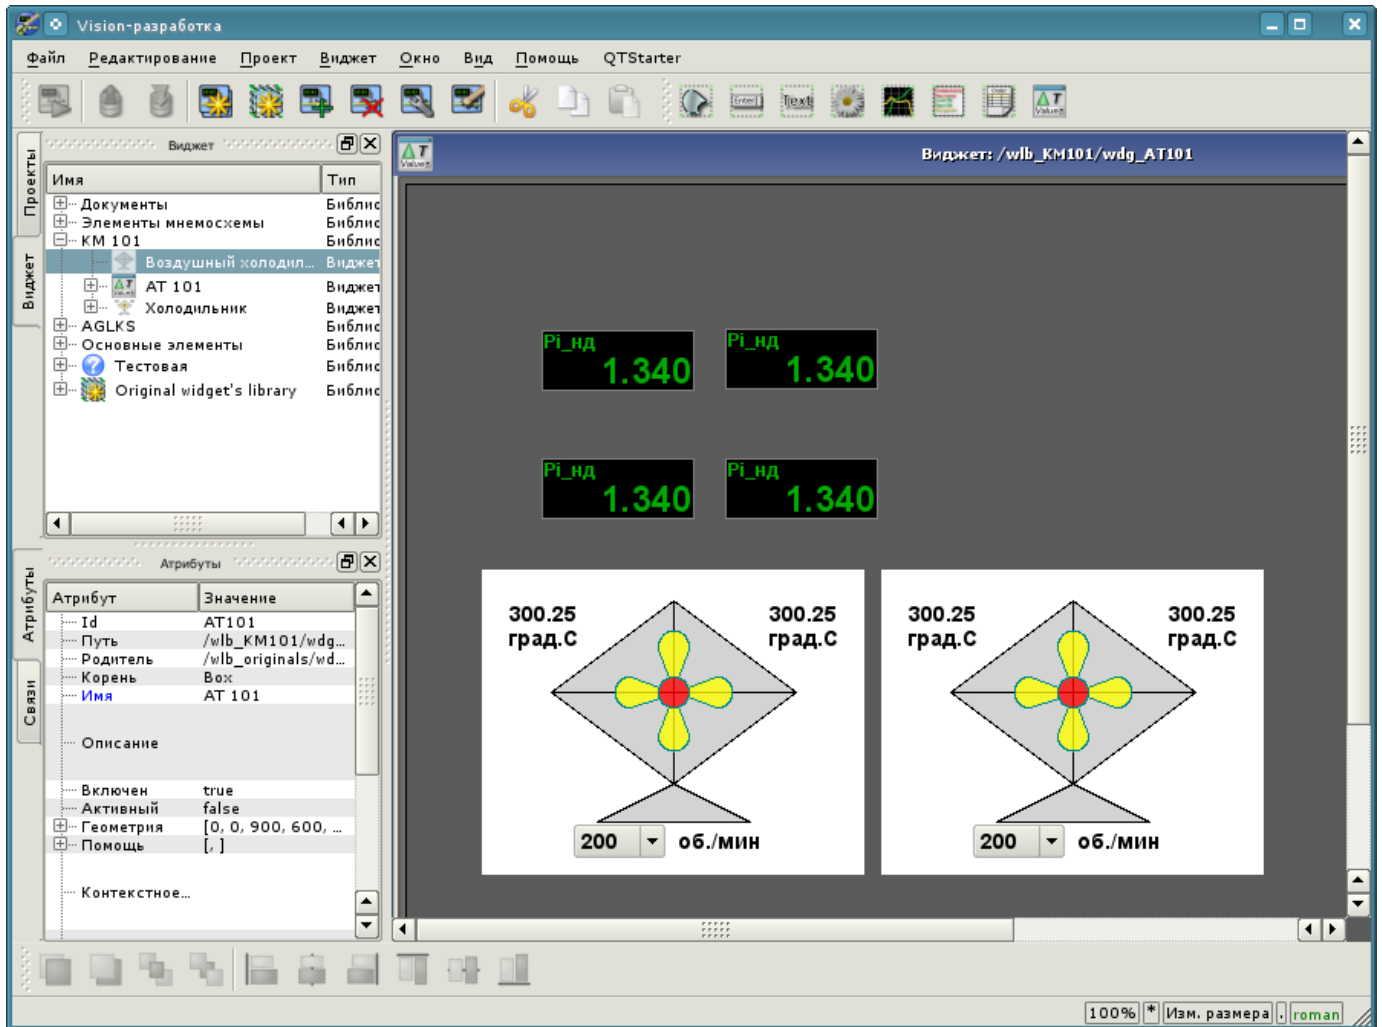 Vision-разработка
Файл Редактирование Проект Виджет Окно Вид Помощь QTStarter
Проекты
Виджет
Виджет
Имя Тип
Документы Библис
Элементы мнемосхемы Библис
КМ 101 Библис
Воздушный холодил... Виджет
АТ 101 Виджет
Холодильник Виджет
AGLKS Библис
Основные элементы Библис
Тестовая Библис
Original widget's library Библис
Атрибуты
Связи
Атрибуты
Атрибут Значение
Id AT101
Путь /wlb_KM101/wdg...
Родитель /wlb_originals/wd...
Корень Box
Имя АТ 101
Описание
Включен true
Активный false
Геометрия [0, 0, 900, 600, ...
Помощь [, ]
Контекстное...
Виджет: /wlb_KM101/wdg_AT101
Pi_нд Pi_нд
1.340 1.340
Pi_нд Pi_нд
1.340 1.340
300.25 300.25 300.25 300.25
град.С град.С град.С град.С
200 об./мин 200 об./мин
100% * Изм. размера . roman